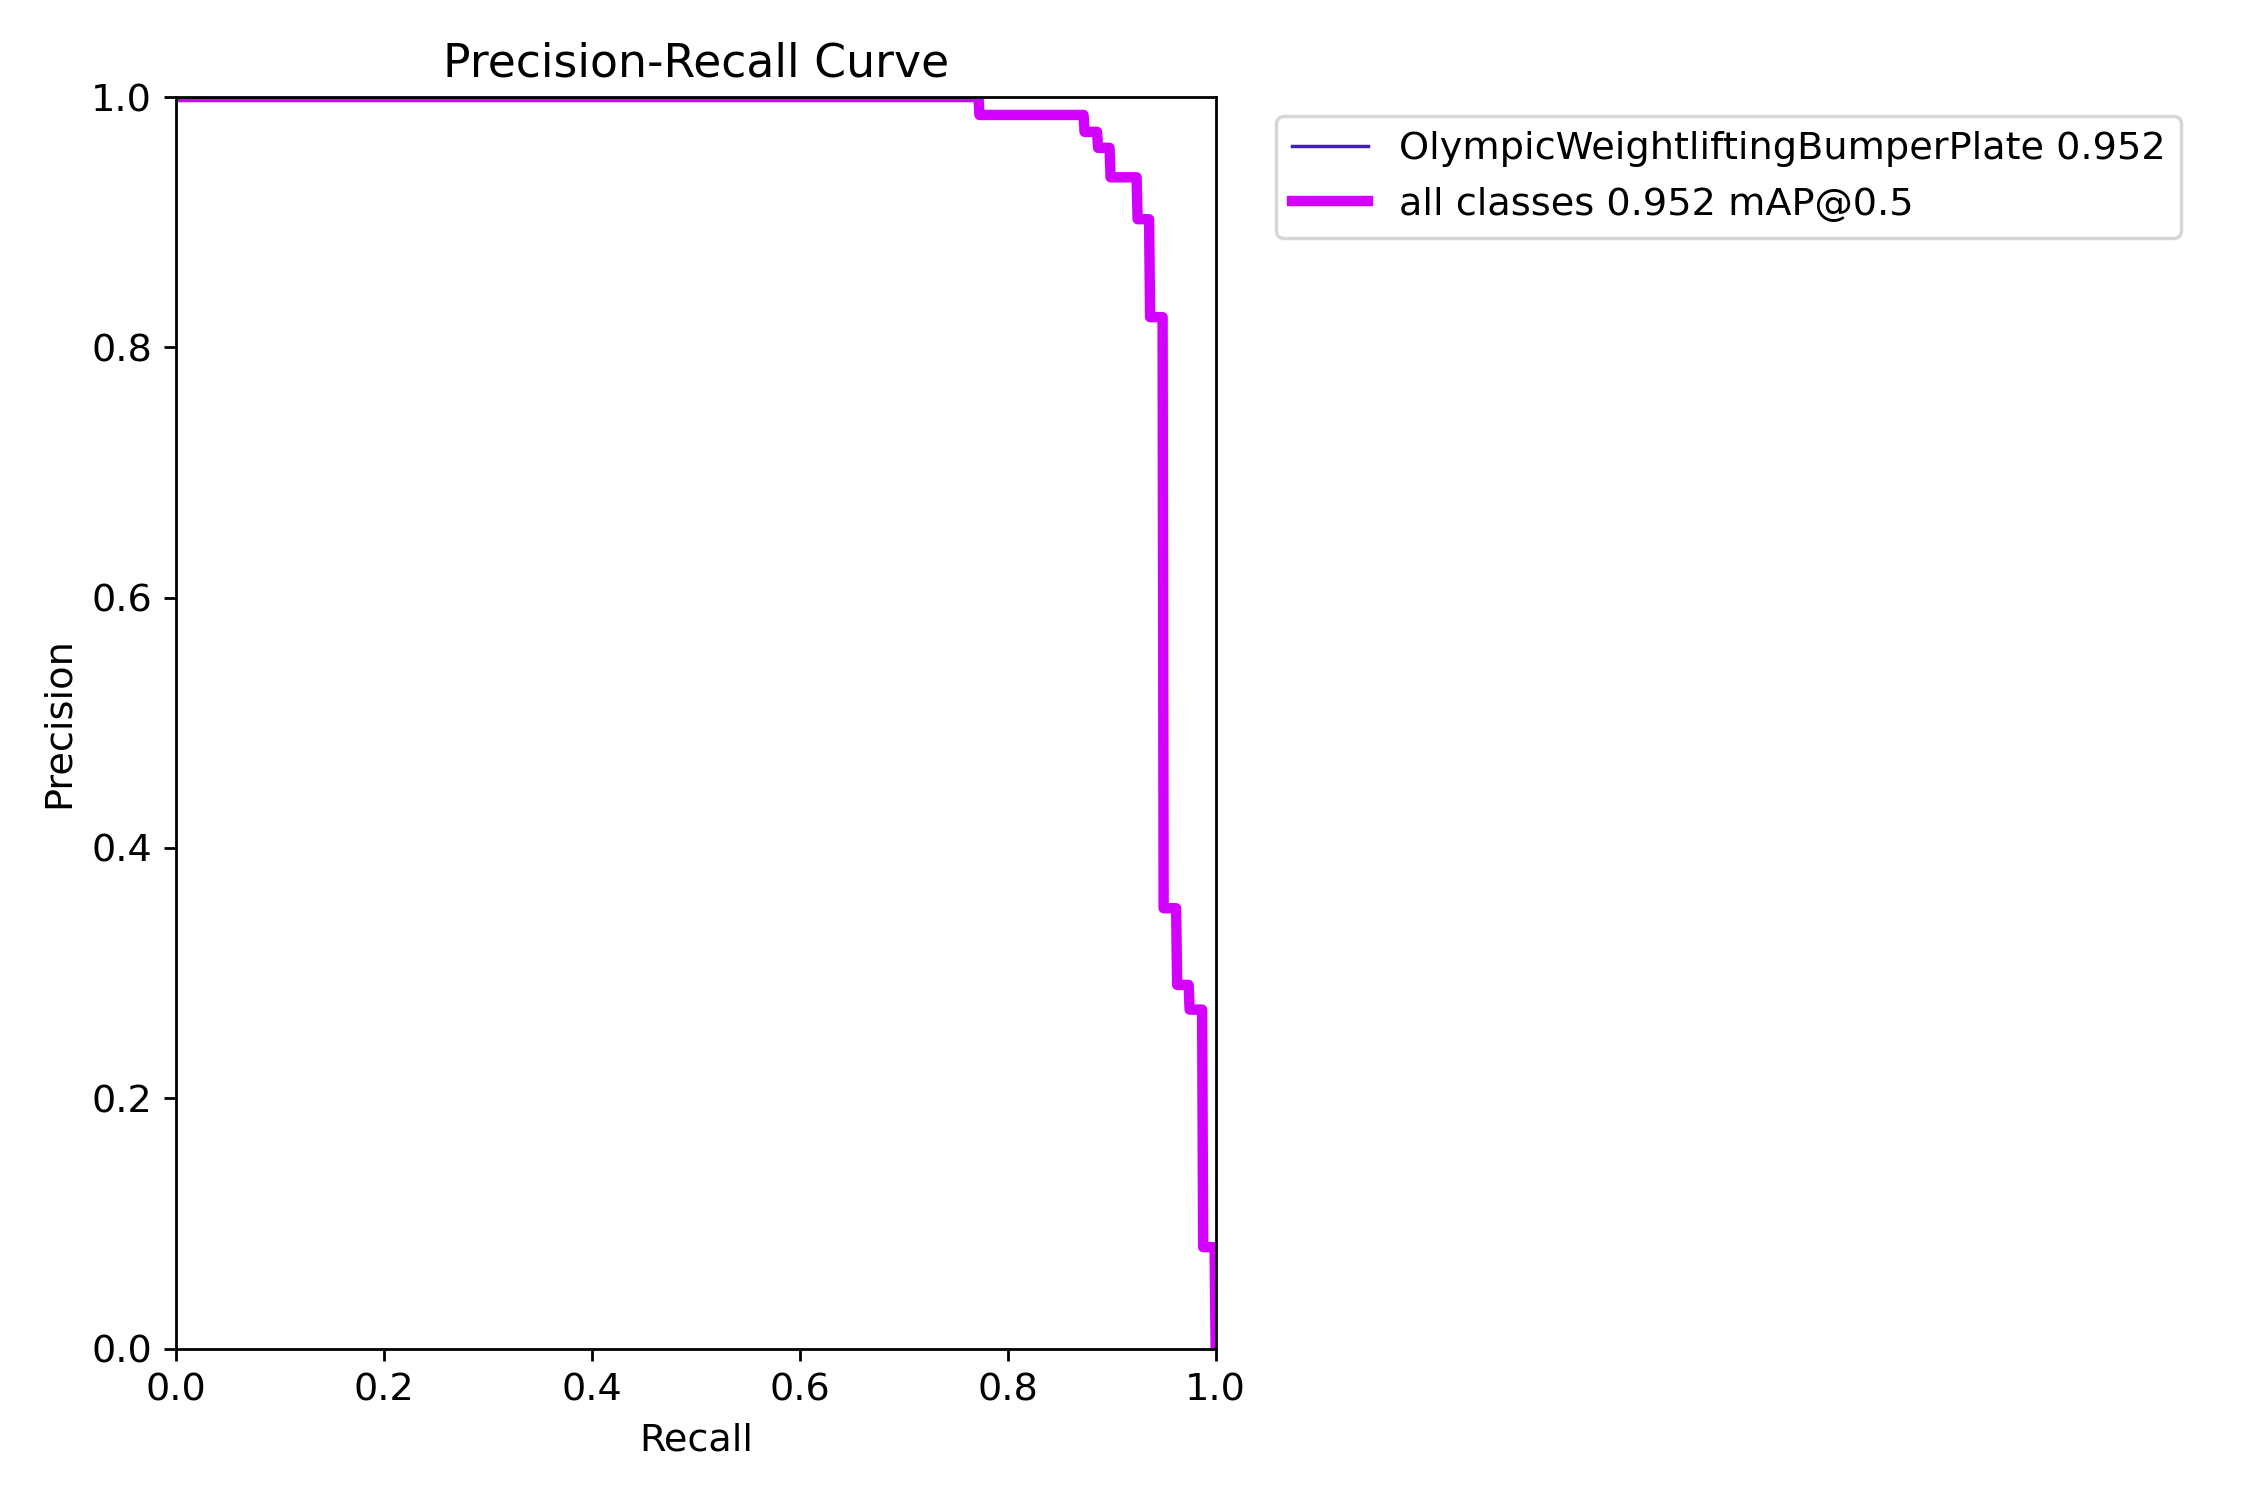 Precision-Recall Curve
1.0
0.8
0.6
0.4
0.2
0.0
Precision
0.0 0.2 0.4 0.6 0.8 1.0
Recall
OlympicWeightliftingBumperPlate 0.952
all classes 0.952 mAP@0.5